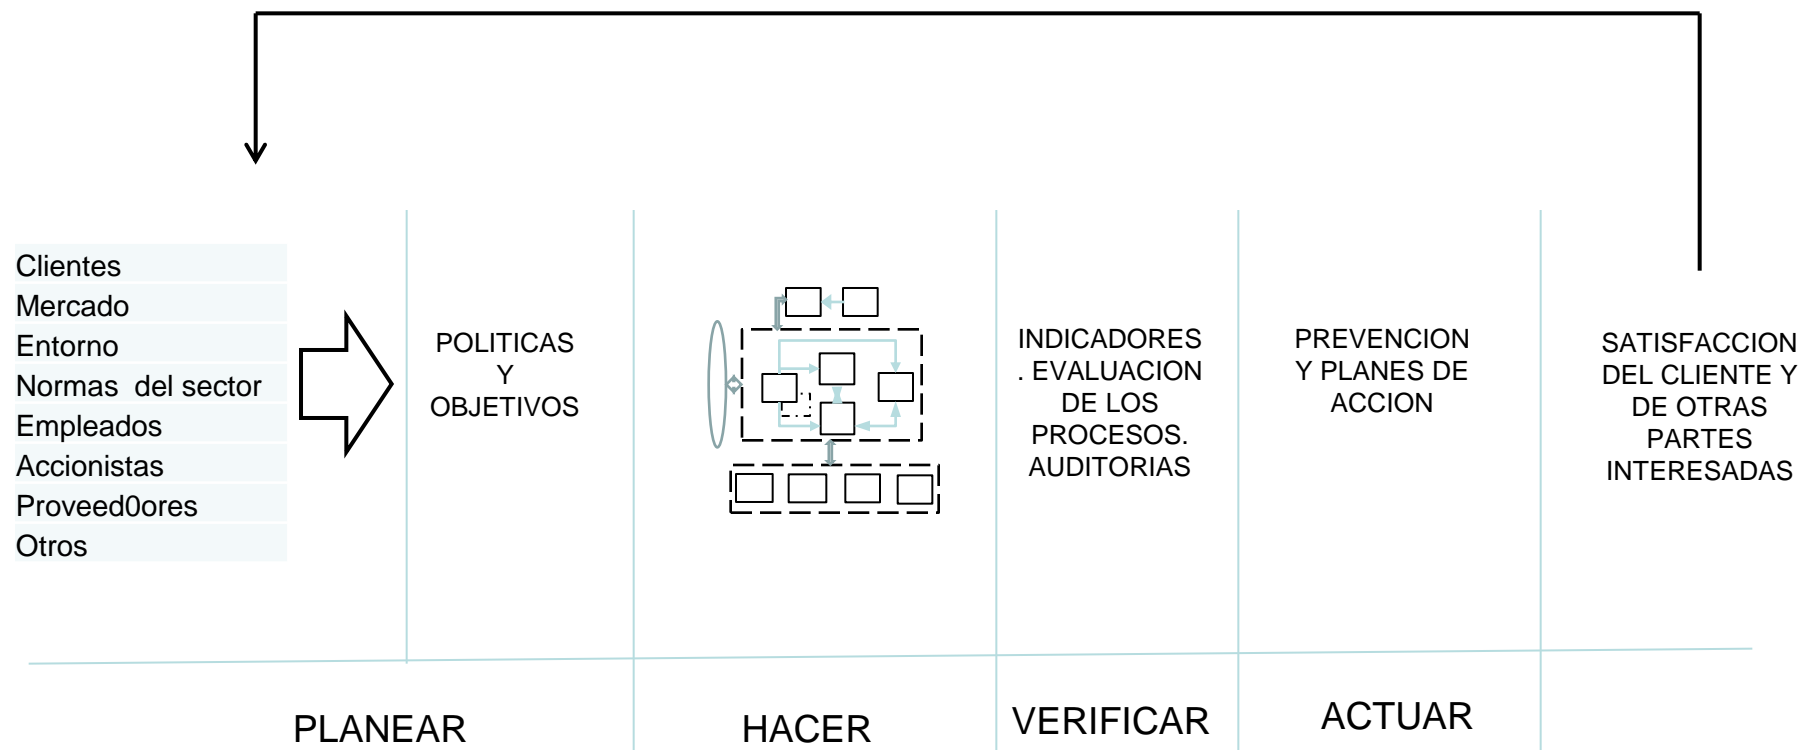 Clientes
Mercado
Entorno
Normas  del sector
Empleados
Accionistas
Proveed0ores
Otros
POLITICAS
Y
OBJETIVOS
INDICADORES
. EVALUACION
DE LOS
PROCESOS.
AUDITORIAS
PREVENCION
Y PLANES DE
ACCION
SATISFACCION
DEL CLIENTE Y
DE OTRAS
PARTES
INTERESADAS
PLANEAR
HACER
VERIFICAR
ACTUAR